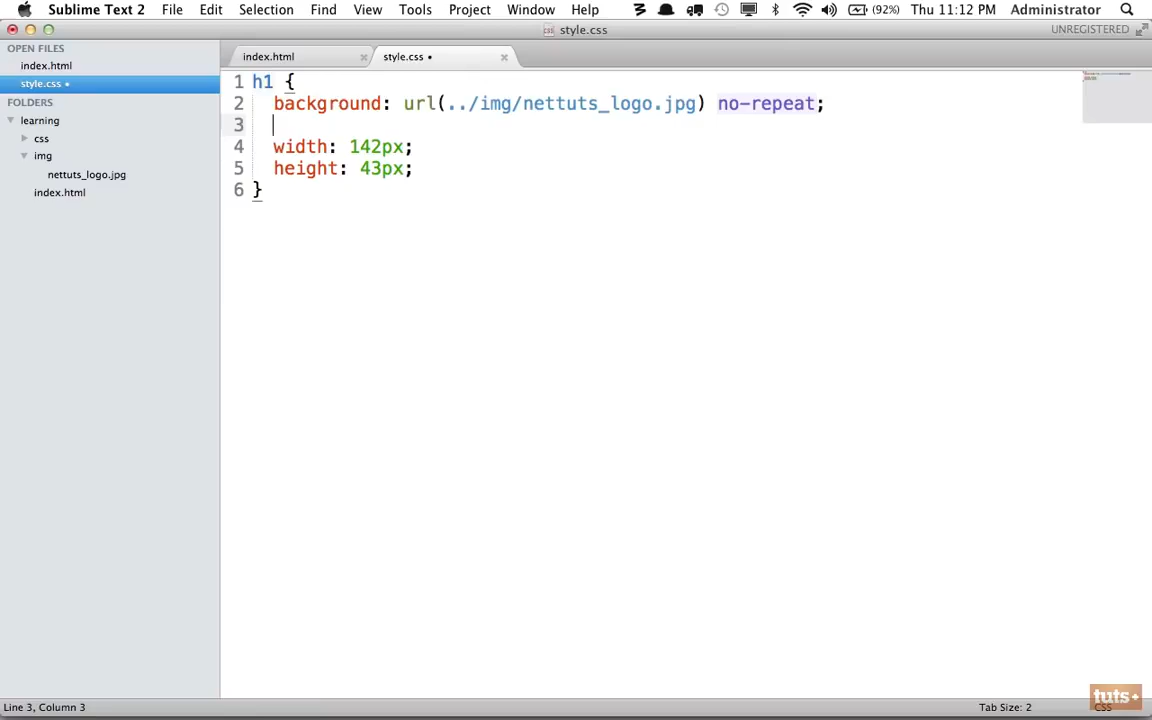 Sublime Text 2 File Edit Selection Find View Tools Project Window Help (92%) Thu 11:12 PM Administrator
style.css UNREGISTERED
OPEN FILES
index.html
style.css
FOLDERS
learning
css
img
nettuts_logo.jpg
index.html
index.html × style.css ×
1 h1 {
2 background: url(../img/nettuts_logo.jpg) no-repeat;
3
4 width: 142px;
5 height: 43px;
6 }
Line 3, Column 3 Tab Size: 2 CSS
tuts+